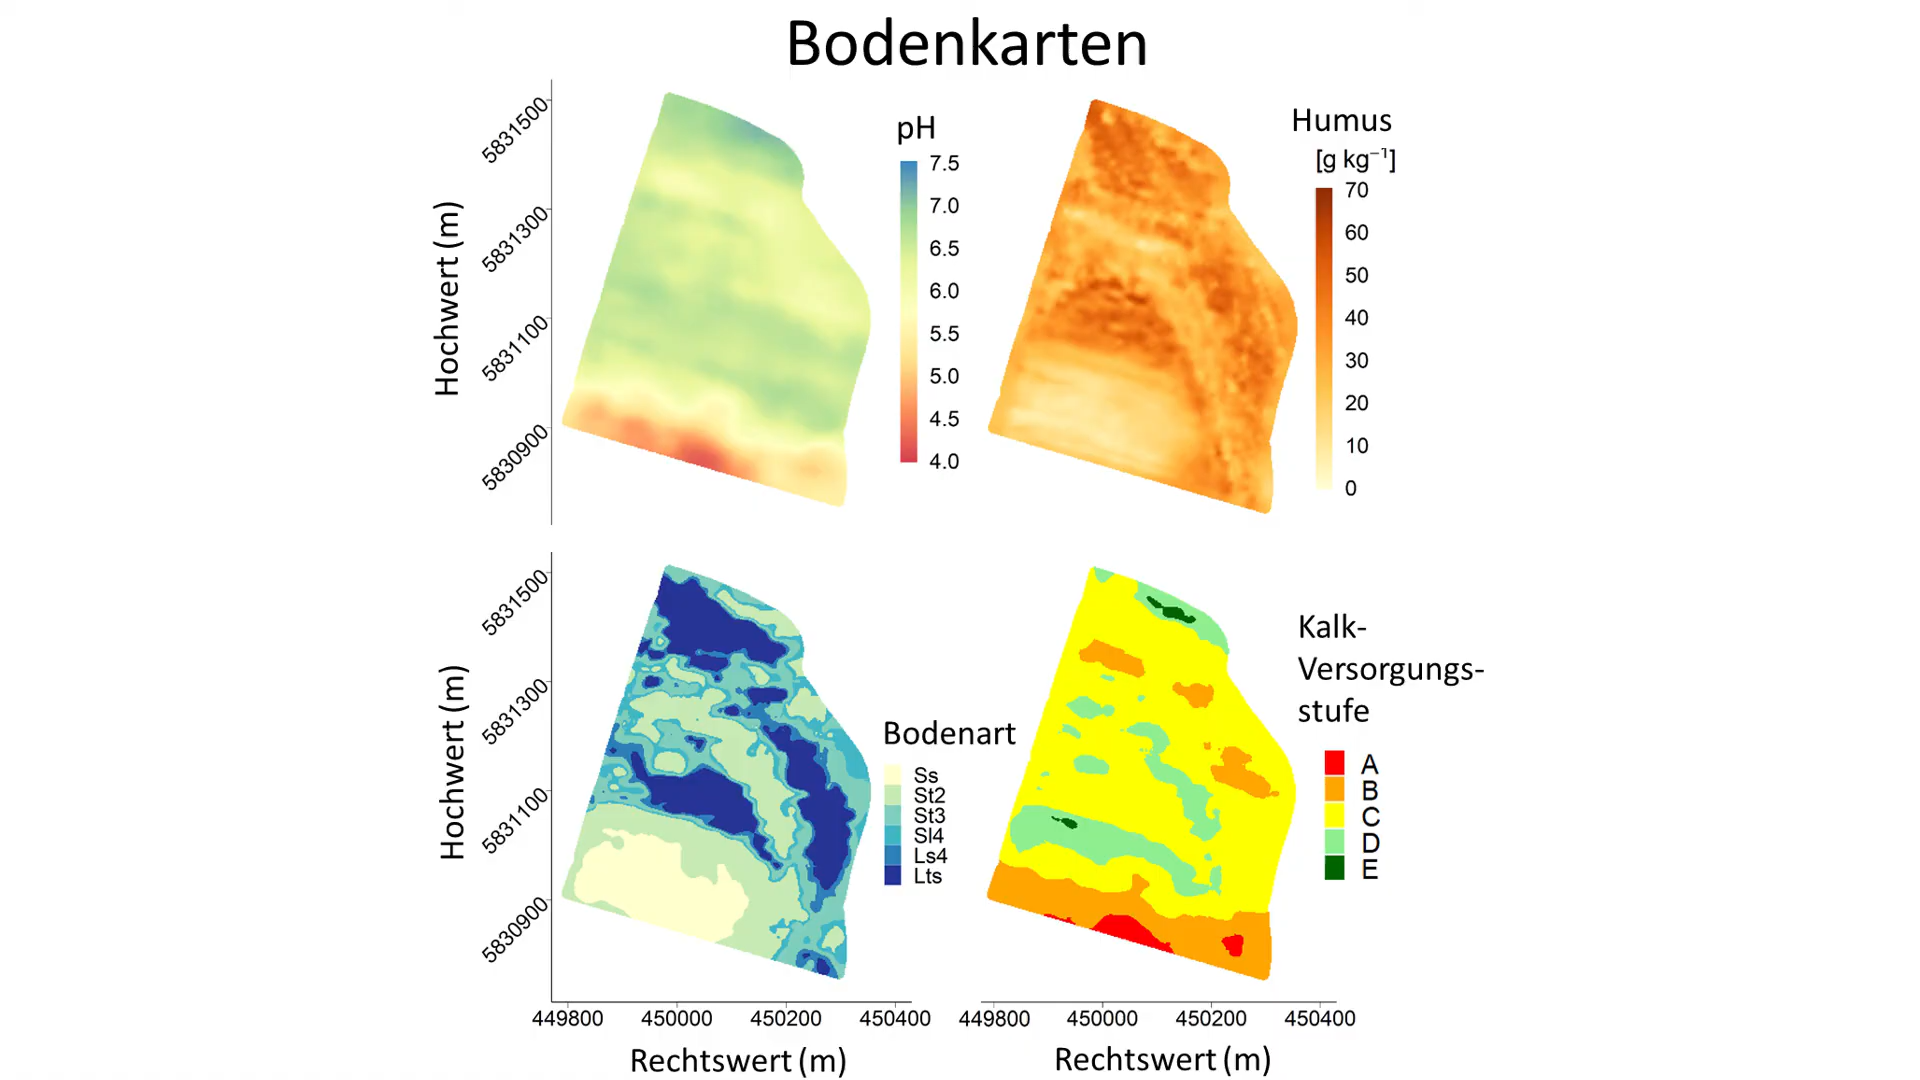 Bodenkarten
pH
7.5
7.0
6.5
6.0
5.5
5.0
4.5
4.0
Humus
[g kg⁻¹]
70
60
50
40
30
20
10
0
Hochwert (m)
5831500
5831300
5831100
5830900
Hochwert (m)
5831500
5831300
5831100
5830900
Bodenart
Ss
St2
St3
Sl4
Ls4
Lts
Kalk-
Versorgungs-
stufe
A
B
C
D
E
449800 450000 450200 450400
Rechtswert (m)
449800 450000 450200 450400
Rechtswert (m)